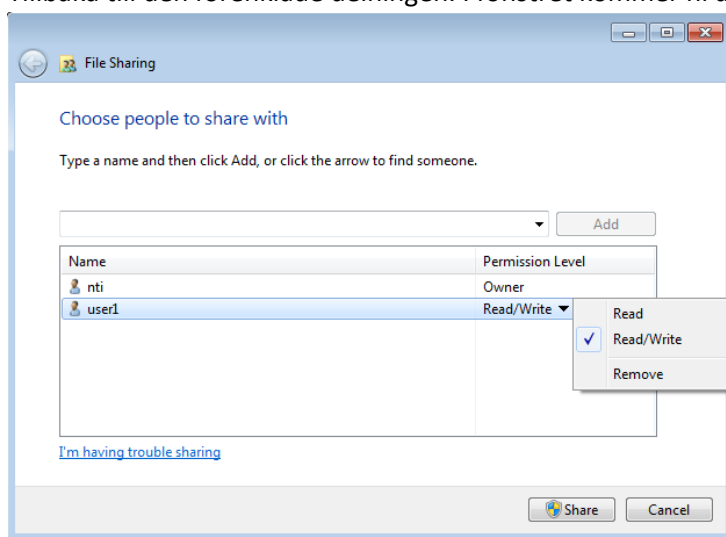 File Sharing
Choose people to share with
Type a name and then click Add, or click the arrow to find someone.
Add
Name Permission Level
nti Owner
user1 Read/Write
Read
Read/Write
Remove
I'm having trouble sharing
Share Cancel